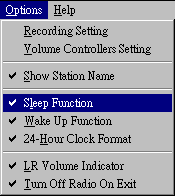 Options Help
Recording Setting
Volume Controllers Setting
Show Station Name
Sleep Function
Wake Up Function
24-Hour Clock Format
LR Volume Indicator
Turn Off Radio On Exit